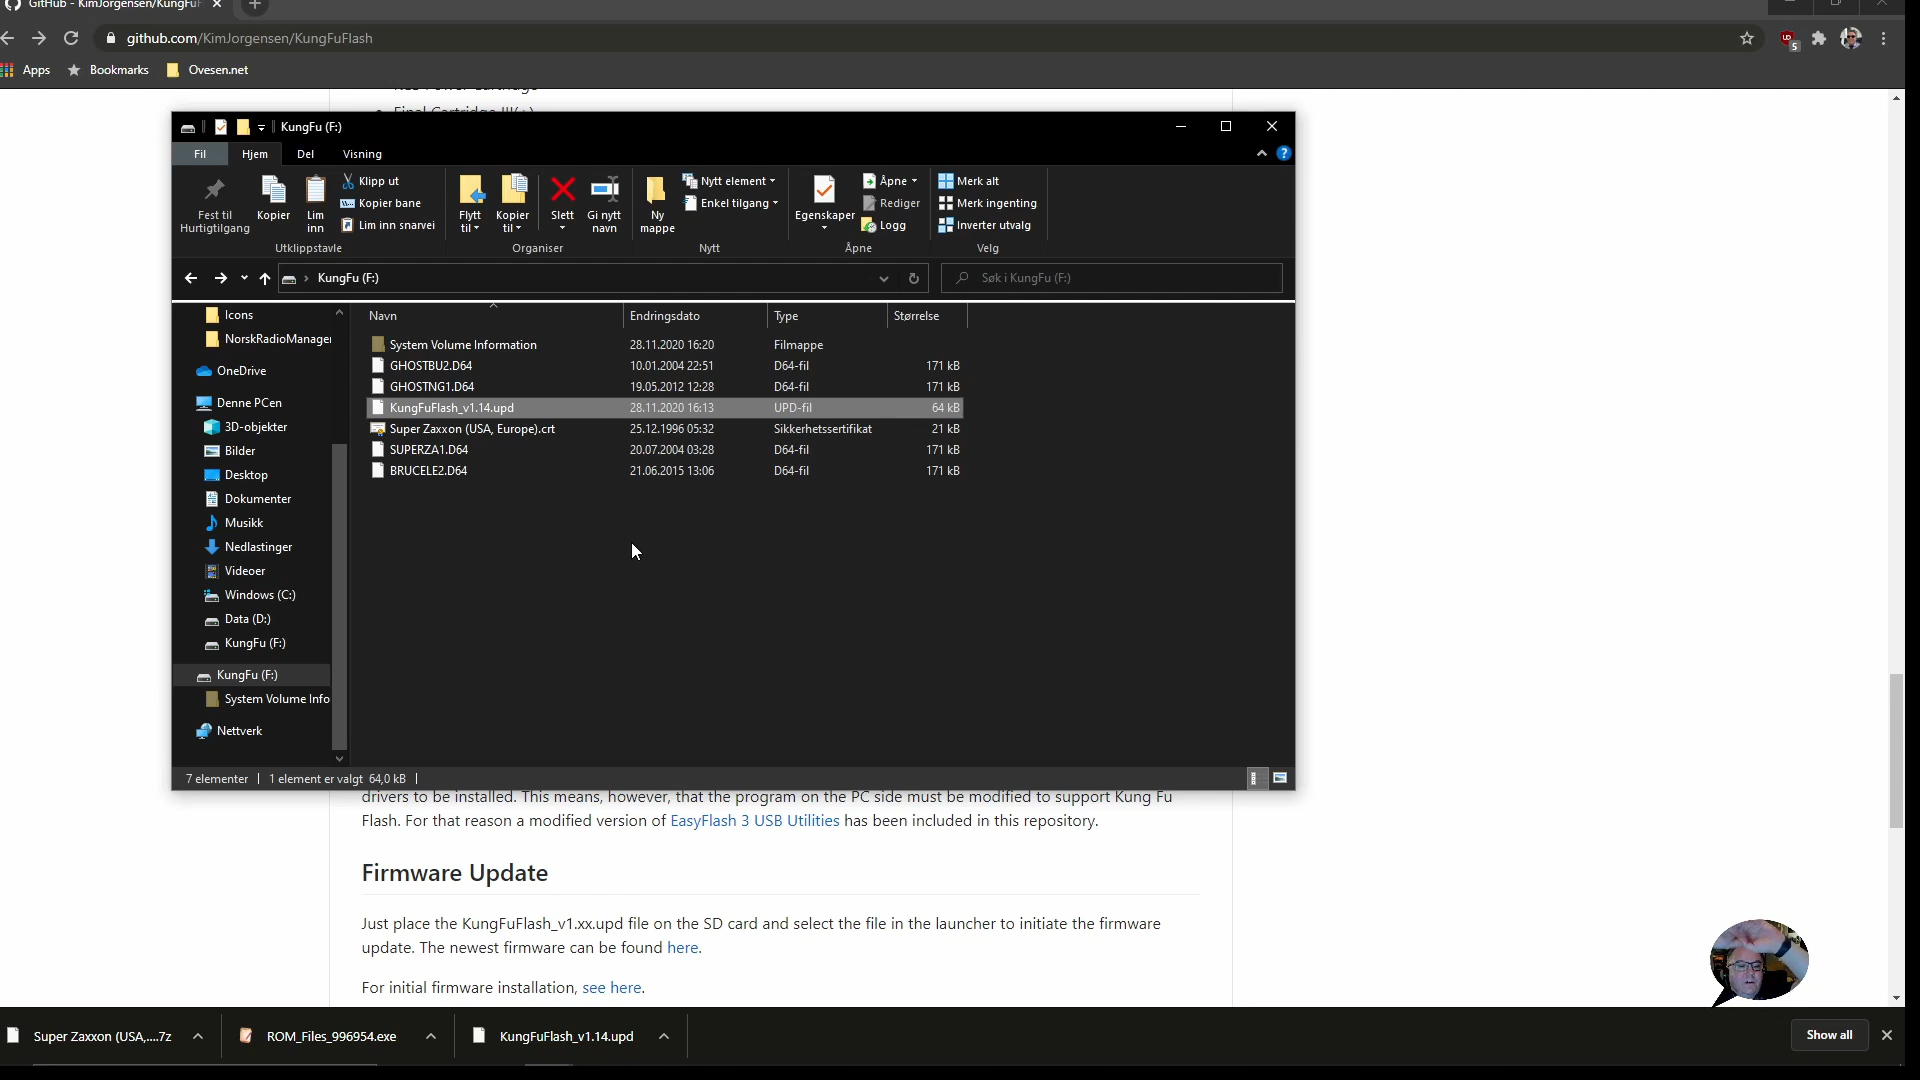 GitHub - KimJorgensen/KungFu
github.com/KimJorgensen/KungFuFlash
5
Apps Bookmarks Ovesen.net
KungFu (F:)
Fil Hjem Del Visning
Fest til Hurtigtilgang
Kopier
Lim inn
Klipp ut
Kopier bane
Lim inn snarvei
Utklippstavle
Flytt til
Kopier til
Slett
Gi nytt navn
Organiser
Ny mappe
Nytt element
Enkel tilgang
Nytt
Egenskaper
Åpne
Rediger
Logg
Åpne
Merk alt
Merk ingenting
Inverter utvalg
Velg
KungFu (F:)
Søk i KungFu (F:)
Icons
NorskRadioManager
OneDrive
Denne PCen
3D-objekter
Bilder
Desktop
Dokumenter
Musikk
Nedlastinger
Videoer
Windows (C:)
Data (D:)
KungFu (F:)
KungFu (F:)
System Volume Info
Nettverk
Navn Endringsdato Type Størrelse
System Volume Information 28.11.2020 16:20 Filmappe
GHOSTBU2.D64 10.01.2004 22:51 D64-fil 171 kB
GHOSTNG1.D64 19.05.2012 12:28 D64-fil 171 kB
KungFuFlash_v1.14.upd 28.11.2020 16:13 UPD-fil 64 kB
Super Zaxxon (USA, Europe).crt 25.12.1996 05:32 Sikkerhetssertifikat 21 kB
SUPERZA1.D64 20.07.2004 03:28 D64-fil 171 kB
BRUCELE2.D64 21.06.2015 13:06 D64-fil 171 kB
7 elementer 1 element er valgt 64,0 kB
drivers to be installed. This means, however, that the program on the PC side must be modified to support Kung Fu
Flash. For that reason a modified version of EasyFlash 3 USB Utilities has been included in this repository.
Firmware Update
Just place the KungFuFlash_v1.xx.upd file on the SD card and select the file in the launcher to initiate the firmware
update. The newest firmware can be found here.
For initial firmware installation, see here.
Super Zaxxon (USA,....7z ROM_Files_996954.exe KungFuFlash_v1.14.upd Show all